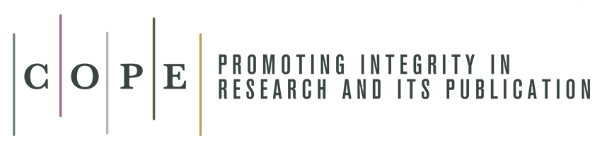 COPE
PROMOTING INTEGRITY IN
RESEARCH AND ITS PUBLICATION